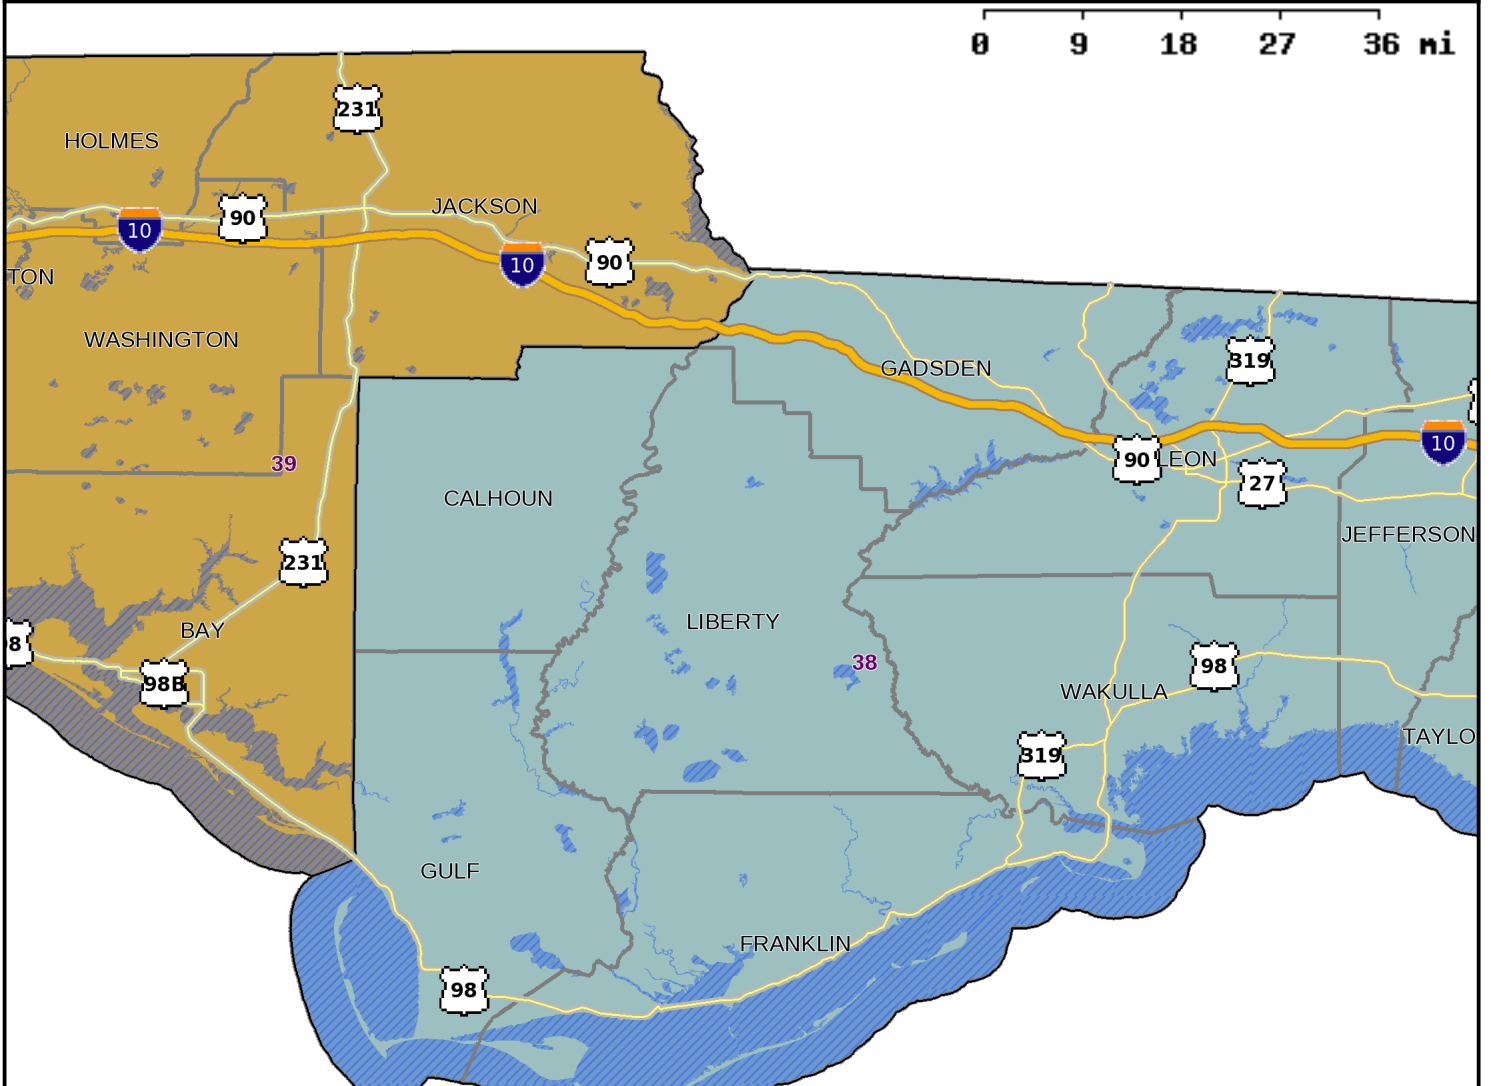 0 9 18 27 36 mi
231
HOLMES
JACKSON
90
10
10
90
TON
WASHINGTON
319
GADSDEN
39
90
LEON
10
27
CALHOUN
JEFFERSON
231
LIBERTY
BAY
8
38
98
98B
WAKULLA
TAYLO
319
GULF
FRANKLIN
98